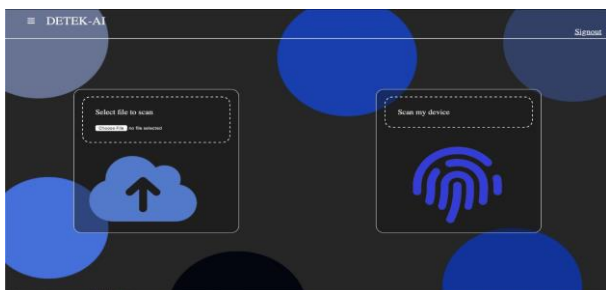 ≡ DETEK-AI
Signout
Select file to scan
Choose File no file selected
Scan my device